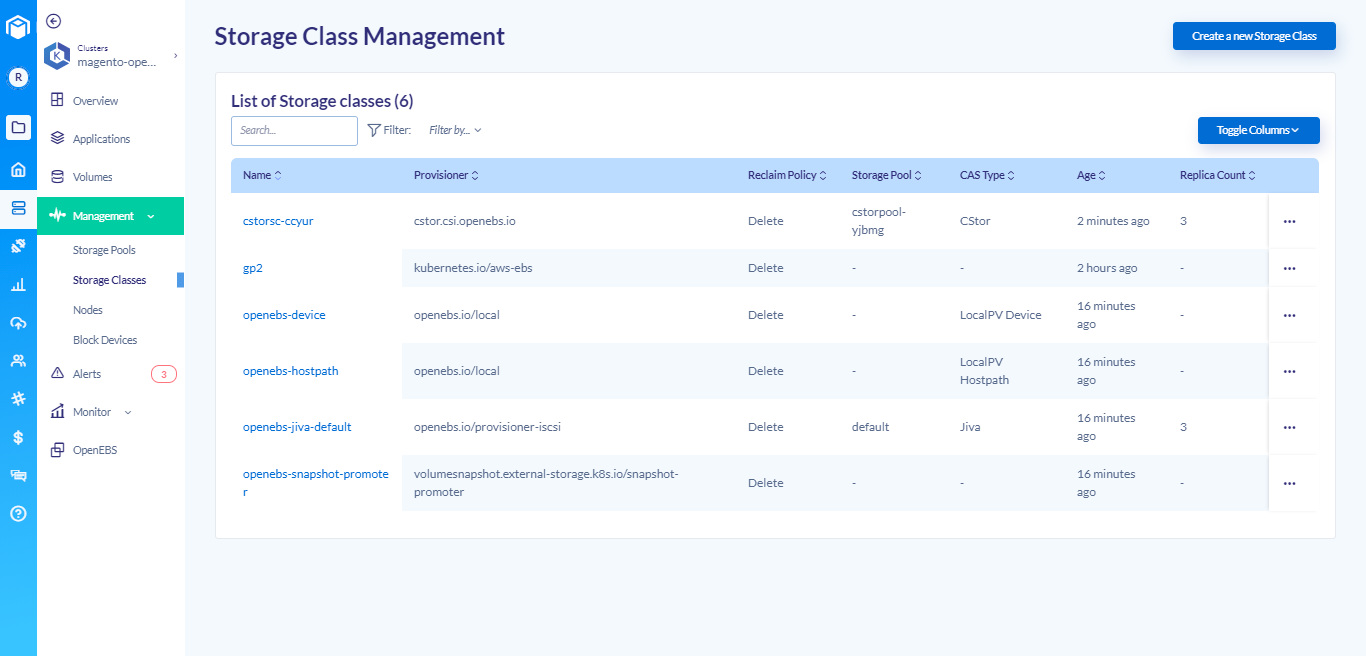 Clusters
magento-ope...
R
Overview
Applications
Volumes
Management
Storage Pools
Storage Classes
Nodes
Block Devices
Alerts 3
Monitor
OpenEBS
Storage Class Management
Create a new Storage Class
List of Storage classes (6)
Search...
Filter: Filter by...
Toggle Columns
Name Provisioner Reclaim Policy Storage Pool CAS Type Age Replica Count
cstorsc-ccyur cstor.csi.openebs.io Delete cstorpool-
yjbmg CStor 2 minutes ago 3 ...
gp2 kubernetes.io/aws-ebs Delete - - 2 hours ago - ...
openebs-device openebs.io/local Delete - LocalPV Device 16 minutes
ago - ...
openebs-hostpath openebs.io/local Delete - LocalPV
Hostpath 16 minutes
ago - ...
openebs-jiva-default openebs.io/provisioner-iscsi Delete default Jiva 16 minutes
ago 3 ...
openebs-snapshot-promote
r volumesnapshot.external-storage.k8s.io/snapshot-
promoter Delete - - 16 minutes
ago - ...